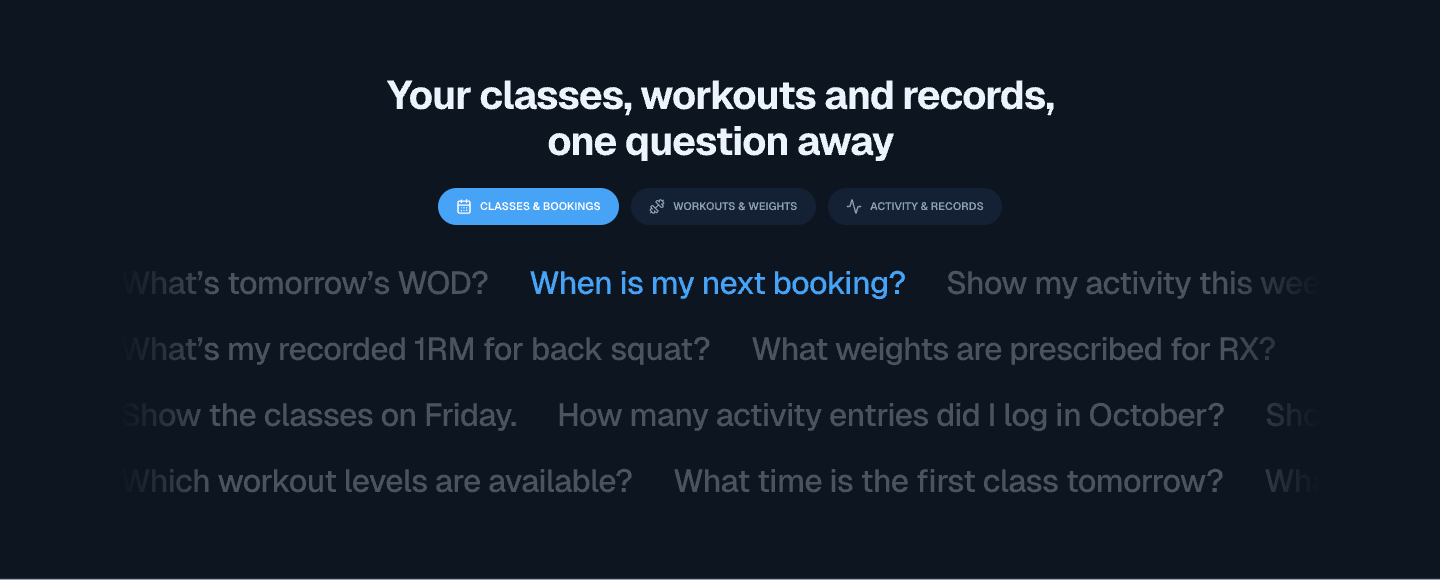 Your classes, workouts and records,
one question away
CLASSES & BOOKINGS WORKOUTS & WEIGHTS ACTIVITY & RECORDS
What’s tomorrow’s WOD? When is my next booking? Show my activity this wee
What’s my recorded 1RM for back squat? What weights are prescribed for RX?
Show the classes on Friday. How many activity entries did I log in October? Sho
Which workout levels are available? What time is the first class tomorrow? Wh